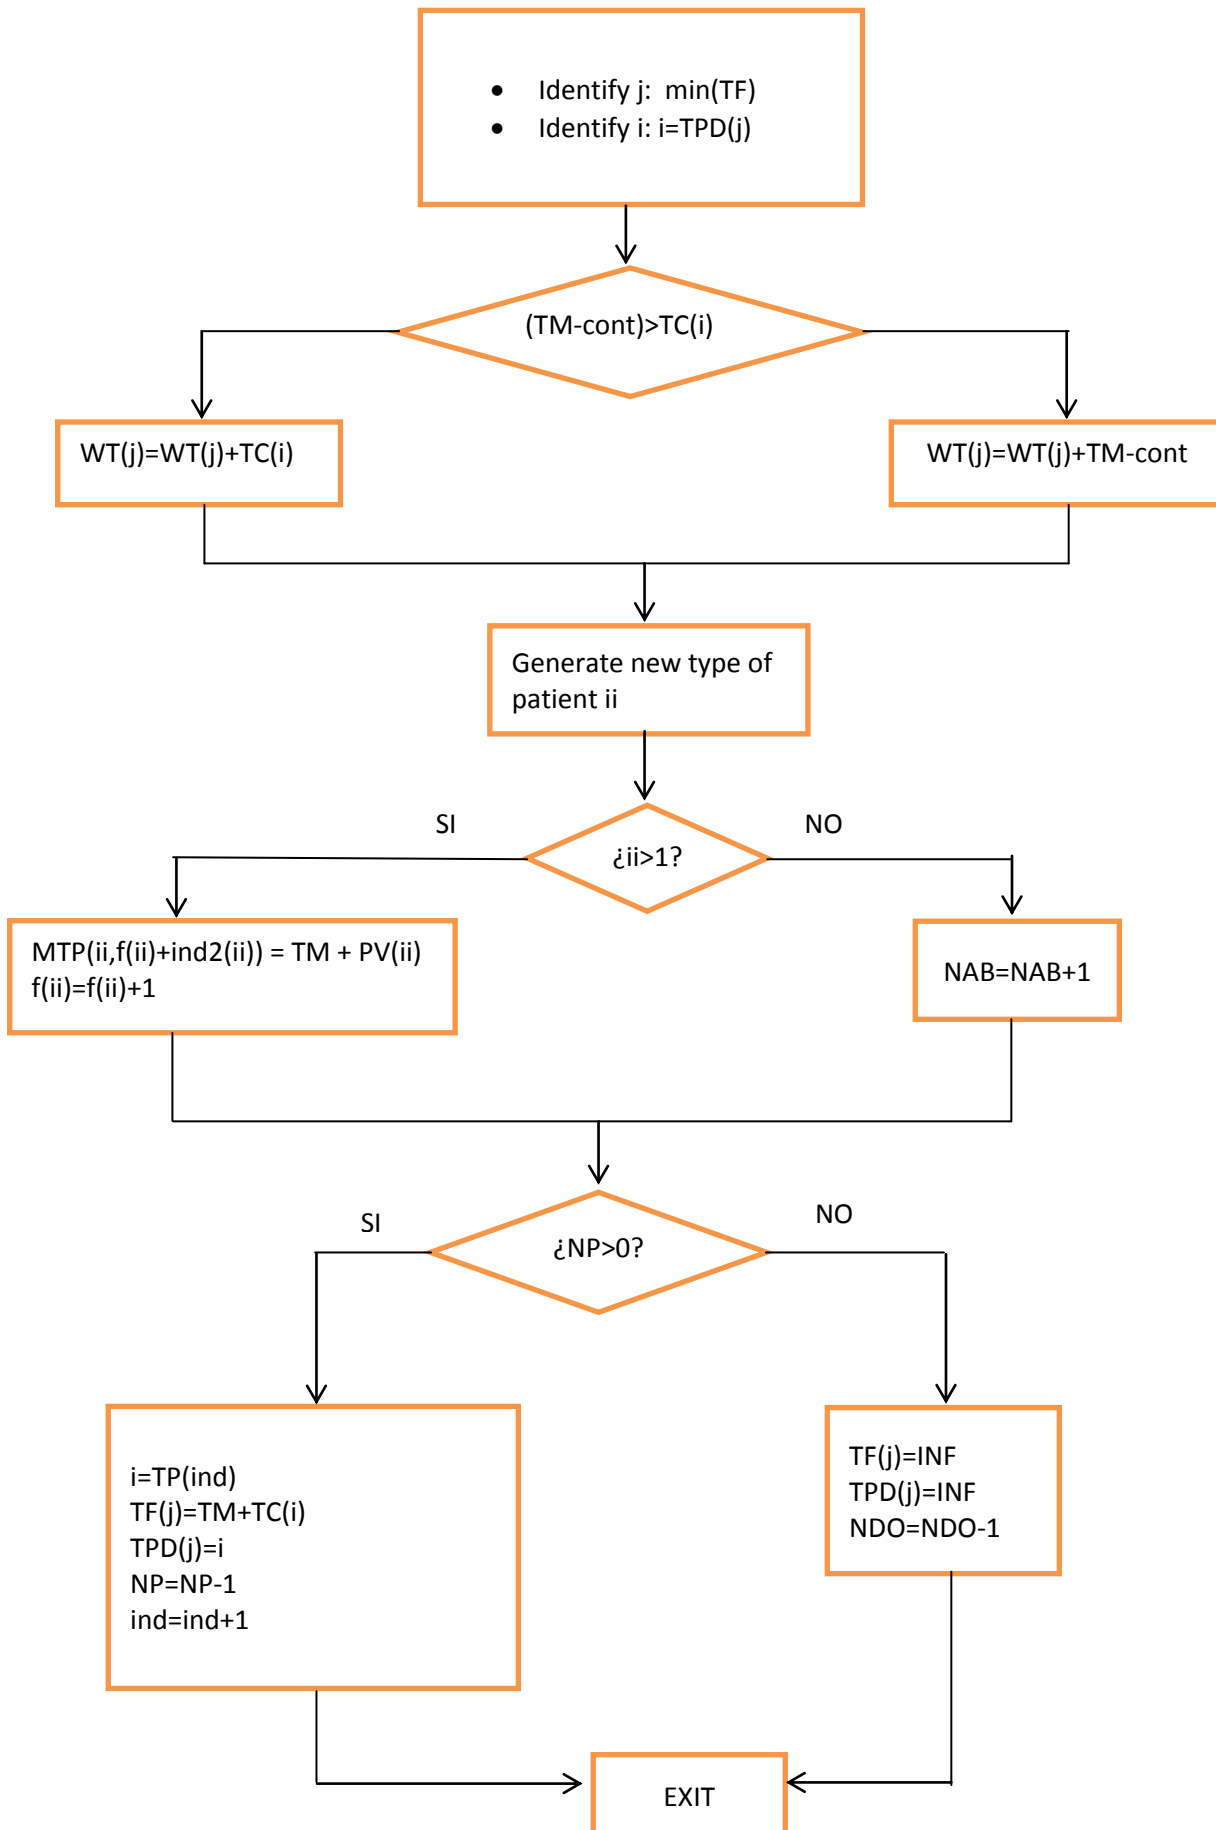 • Identify j: min(TF)
• Identify i: i=TPD(j)
(TM-cont)>TC(i)
WT(j)=WT(j)+TC(i)
WT(j)=WT(j)+TM-cont
Generate new type of
patient ii
SI
NO
¿ii>1?
MTP(ii,f(ii)+ind2(ii)) = TM + PV(ii)
f(ii)=f(ii)+1
NAB=NAB+1
SI
NO
¿NP>0?
i=TP(ind)
TF(j)=TM+TC(i)
TPD(j)=i
NP=NP-1
ind=ind+1
TF(j)=INF
TPD(j)=INF
NDO=NDO-1
EXIT